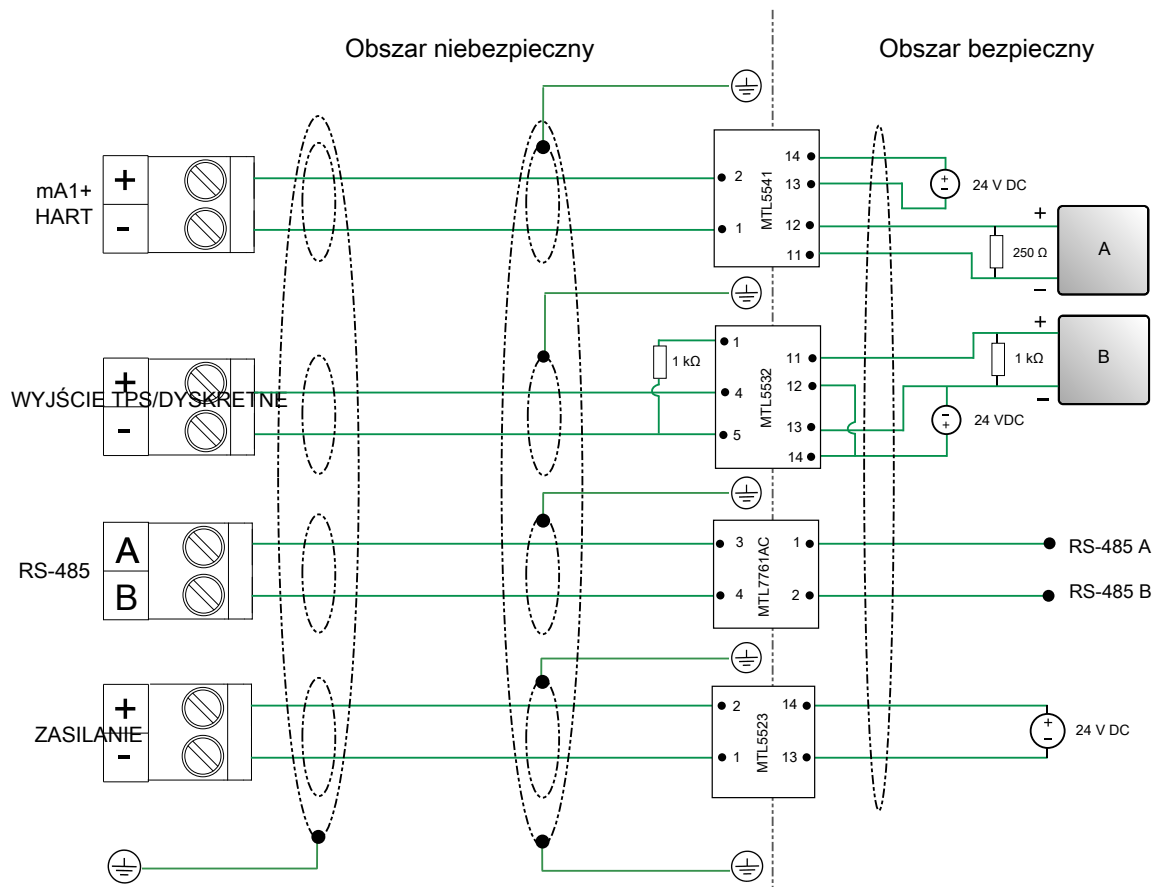 Obszar niebezpieczny
Obszar bezpieczny
mA1+
HART
+
-
2
1
MTL5541
14
13
12
11
+
-
24 V DC
250 Ω
+
–
A
WYJŚCIE TPS/DYSKRETNE
+
-
1 kΩ
1
4
5
MTL5532
11
12
13
14
-
+
24 VDC
1 kΩ
+
–
B
RS-485
A
B
3
4
MTL7761AC
1
2
RS-485 A
RS-485 B
ZASILANIE
+
-
2
1
MTL5523
14
13
+
-
24 V DC